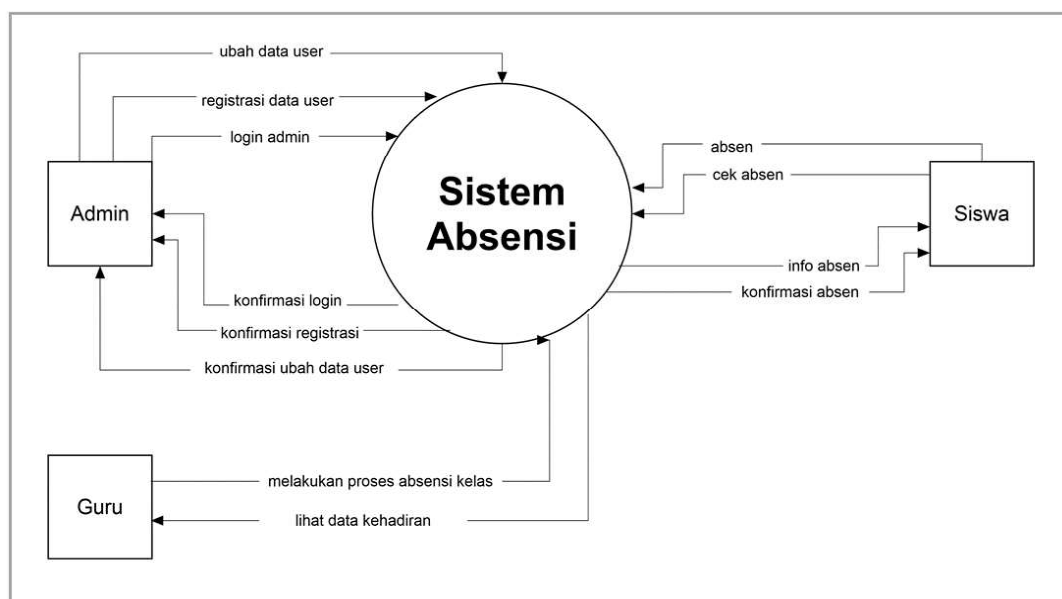 ubah data user
registrasi data user
login admin
Admin
konfirmasi login
konfirmasi registrasi
konfirmasi ubah data user
Sistem
Absensi
absen
cek absen
Siswa
info absen
konfirmasi absen
Guru
melakukan proses absensi kelas
lihat data kehadiran